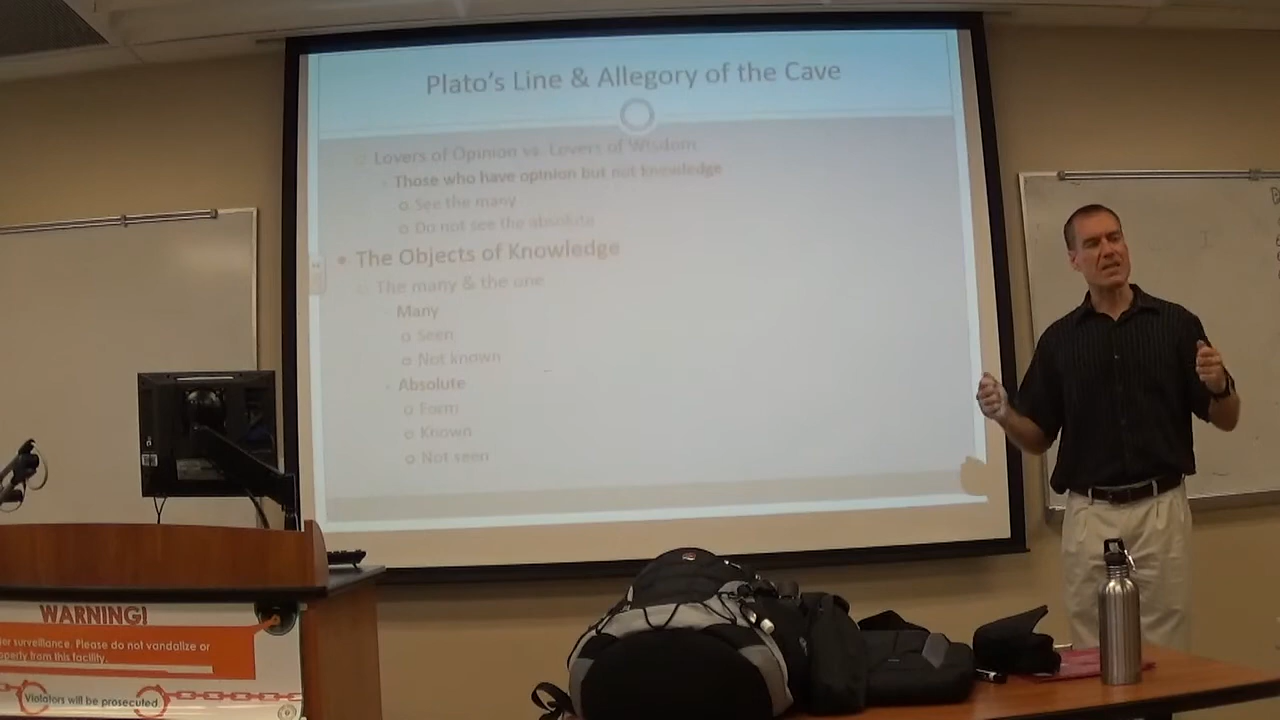 Plato's Line & Allegory of the Cave
Lovers of Opinion vs. Lovers of Wisdom
Those who have opinion but not knowledge
See the many
Do not see the absolute
• The Objects of Knowledge
The many & the one
Many
Seen
Not known
Absolute
Form
Known
Not seen
WARNING!
surveillance. Please do not vandalize or
from this facility.
Violators will be prosecuted.